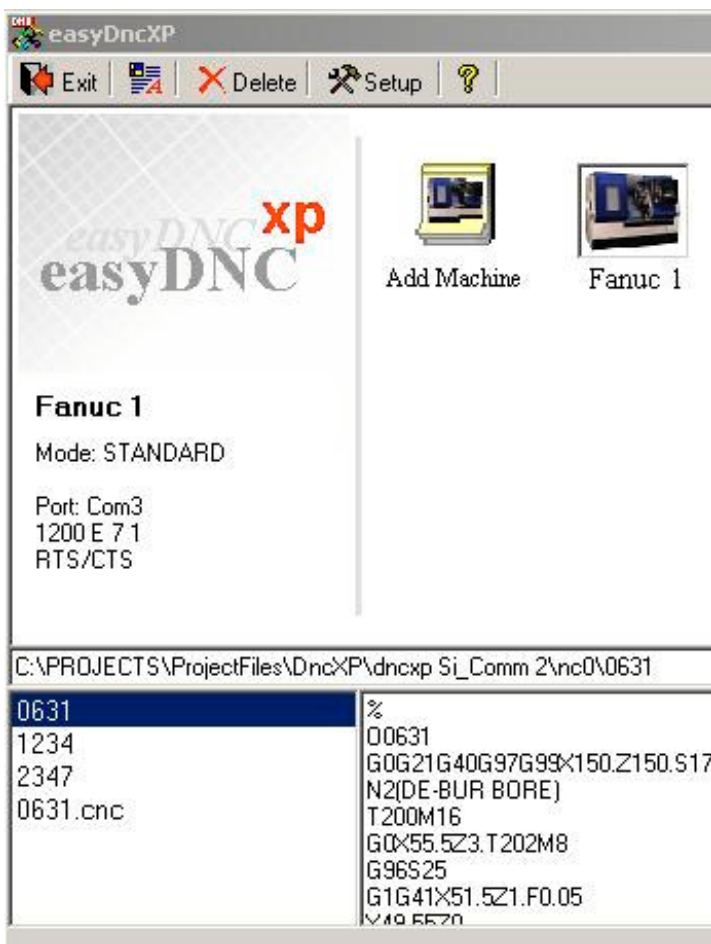 easyDncXP
Exit Delete Setup
easyDNC xp
easyDNC
Add Machine
Fanuc 1
Fanuc 1
Mode: STANDARD
Port: Com3
1200 E 7 1
RTS/CTS
C:\PROJECTS\ProjectFiles\DncXP\dncxp Si_Comm 2\nc0\0631
0631
1234
2347
0631.cnc
%
O0631
G0G21G40G97G99X150.Z150.S17
N2(DE-BUR BORE)
T200M16
G0X55.5Z3.T202M8
G96S25
G1G41X51.5Z1.F0.05